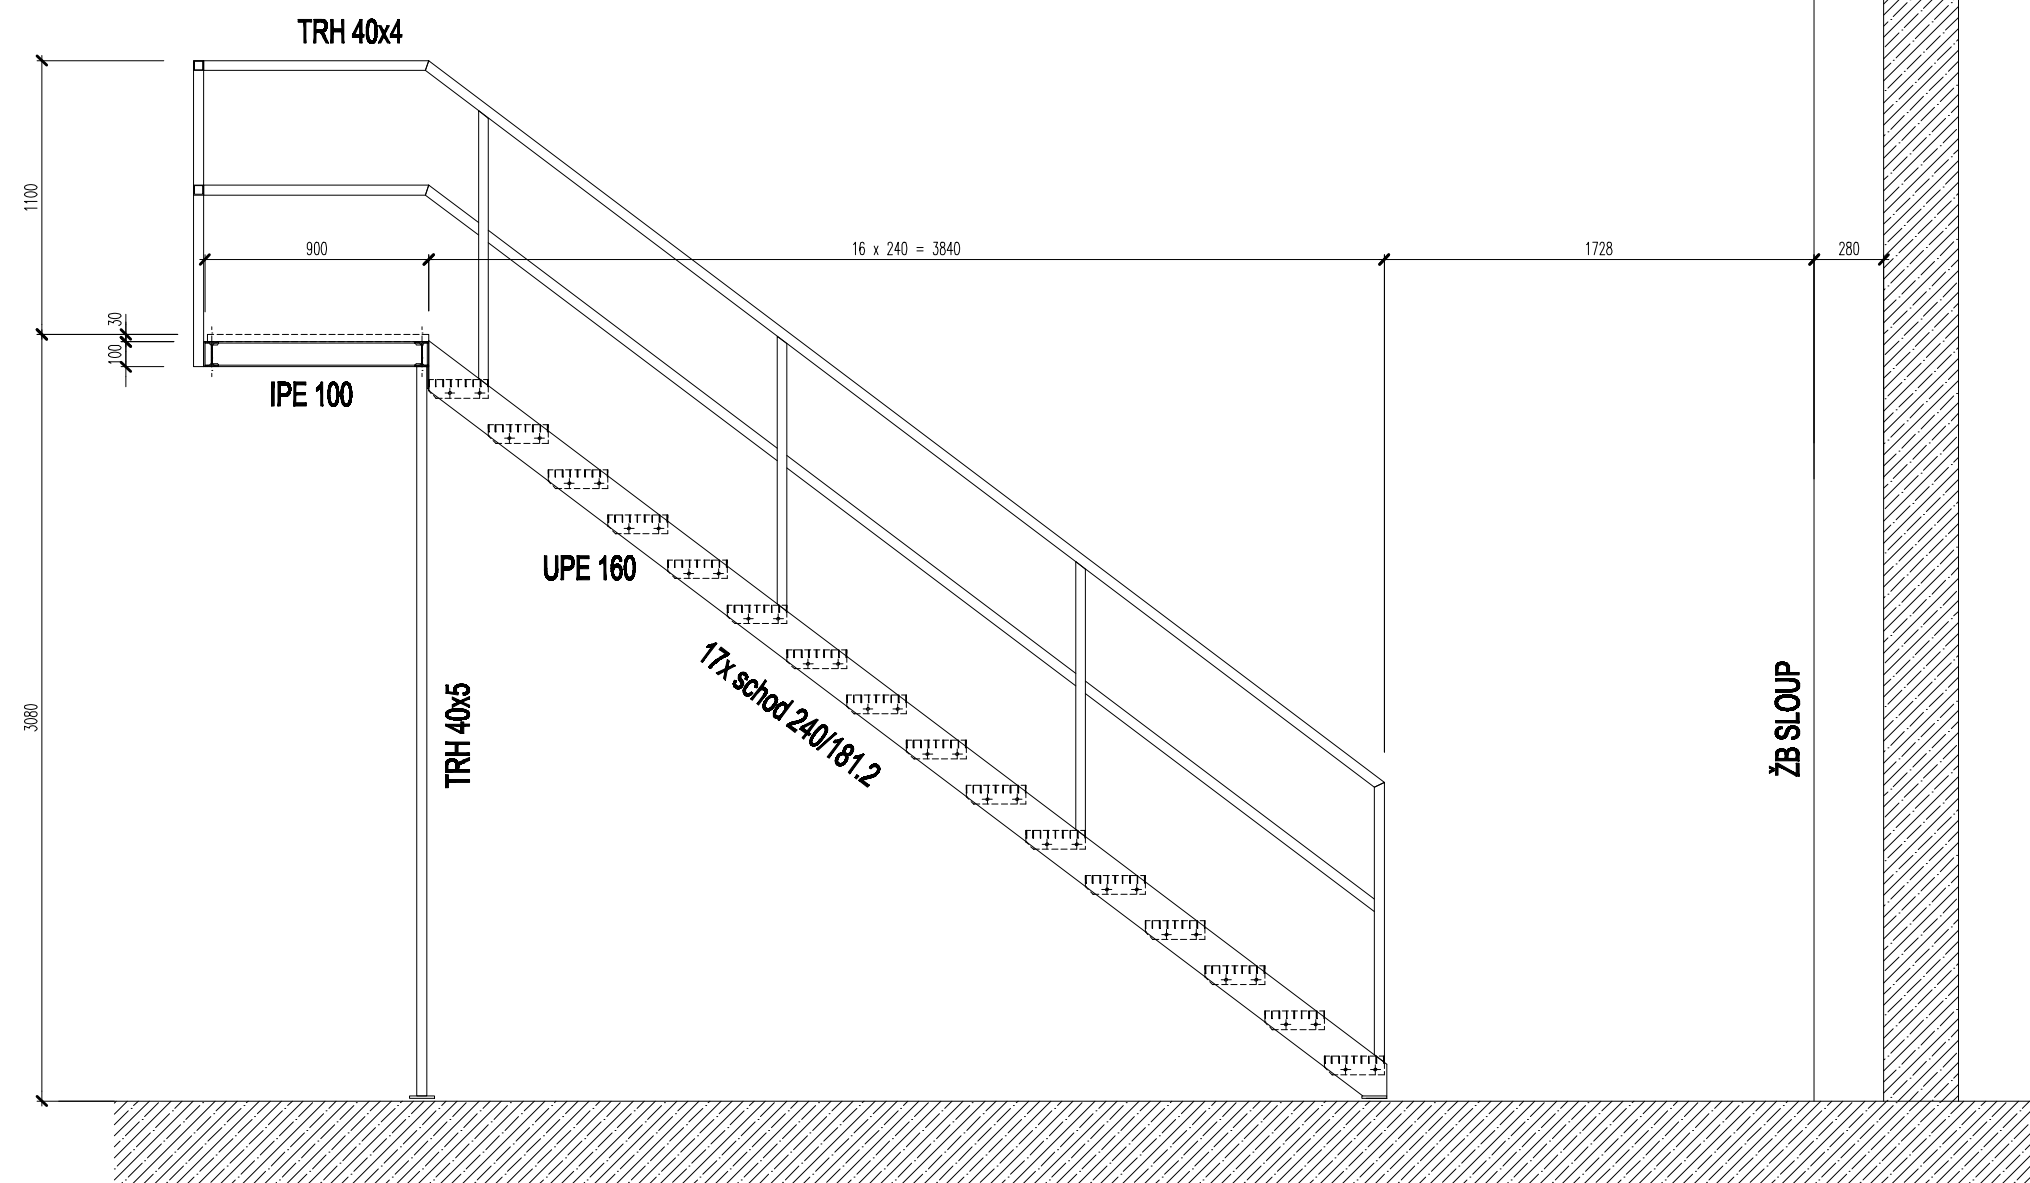 TRH 40x4
1100
900
16 x 240 = 3840
1728
280
30
100
IPE 100
UPE 160
17x schod 240/181.2
TRH 40x5
3080
ŽB SLOUP